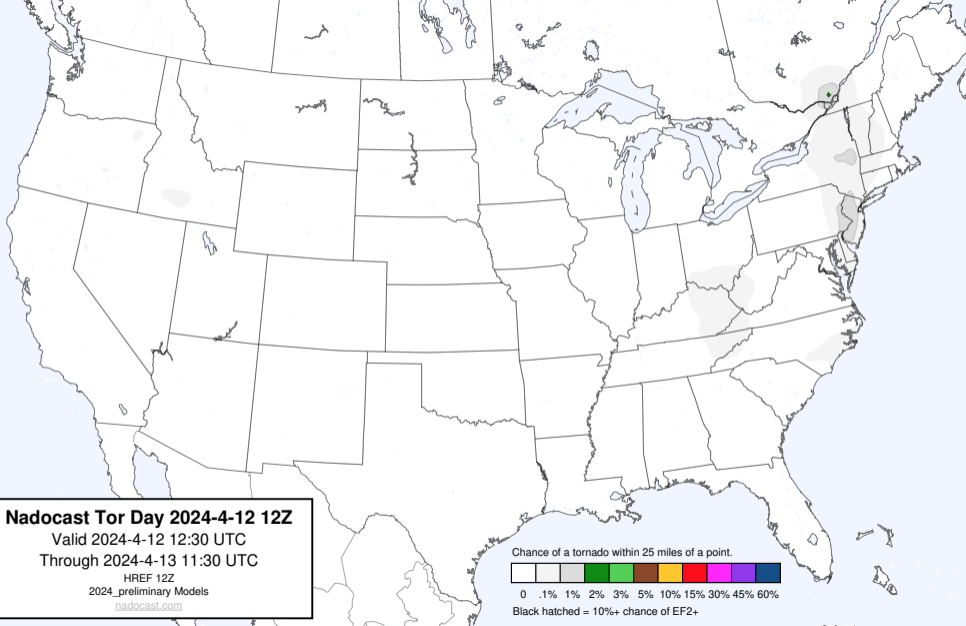 Nadocast Tor Day 2024-4-12 12Z
Valid 2024-4-12 12:30 UTC
Through 2024-4-13 11:30 UTC
HREF 12Z
2024_preliminary Models
nadocast.com
Chance of a tornado within 25 miles of a point.
0 .1% 1% 2% 3% 5% 10% 15% 30% 45% 60%
Black hatched = 10%+ chance of EF2+